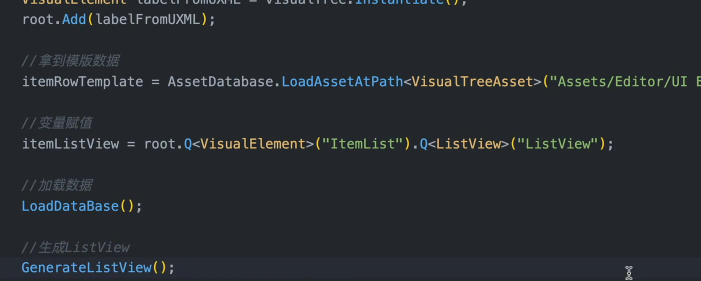 VisualElement labelFromUXML = visualTree.Instantiate();
root.Add(labelFromUXML);
//拿到模版数据
itemRowTemplate = AssetDatabase.LoadAssetAtPath<VisualTreeAsset>("Assets/Editor/UI B
//变量赋值
itemListView = root.Q<VisualElement>("ItemList").Q<ListView>("ListView");
//加载数据
LoadDataBase();
//生成ListView
GenerateListView();